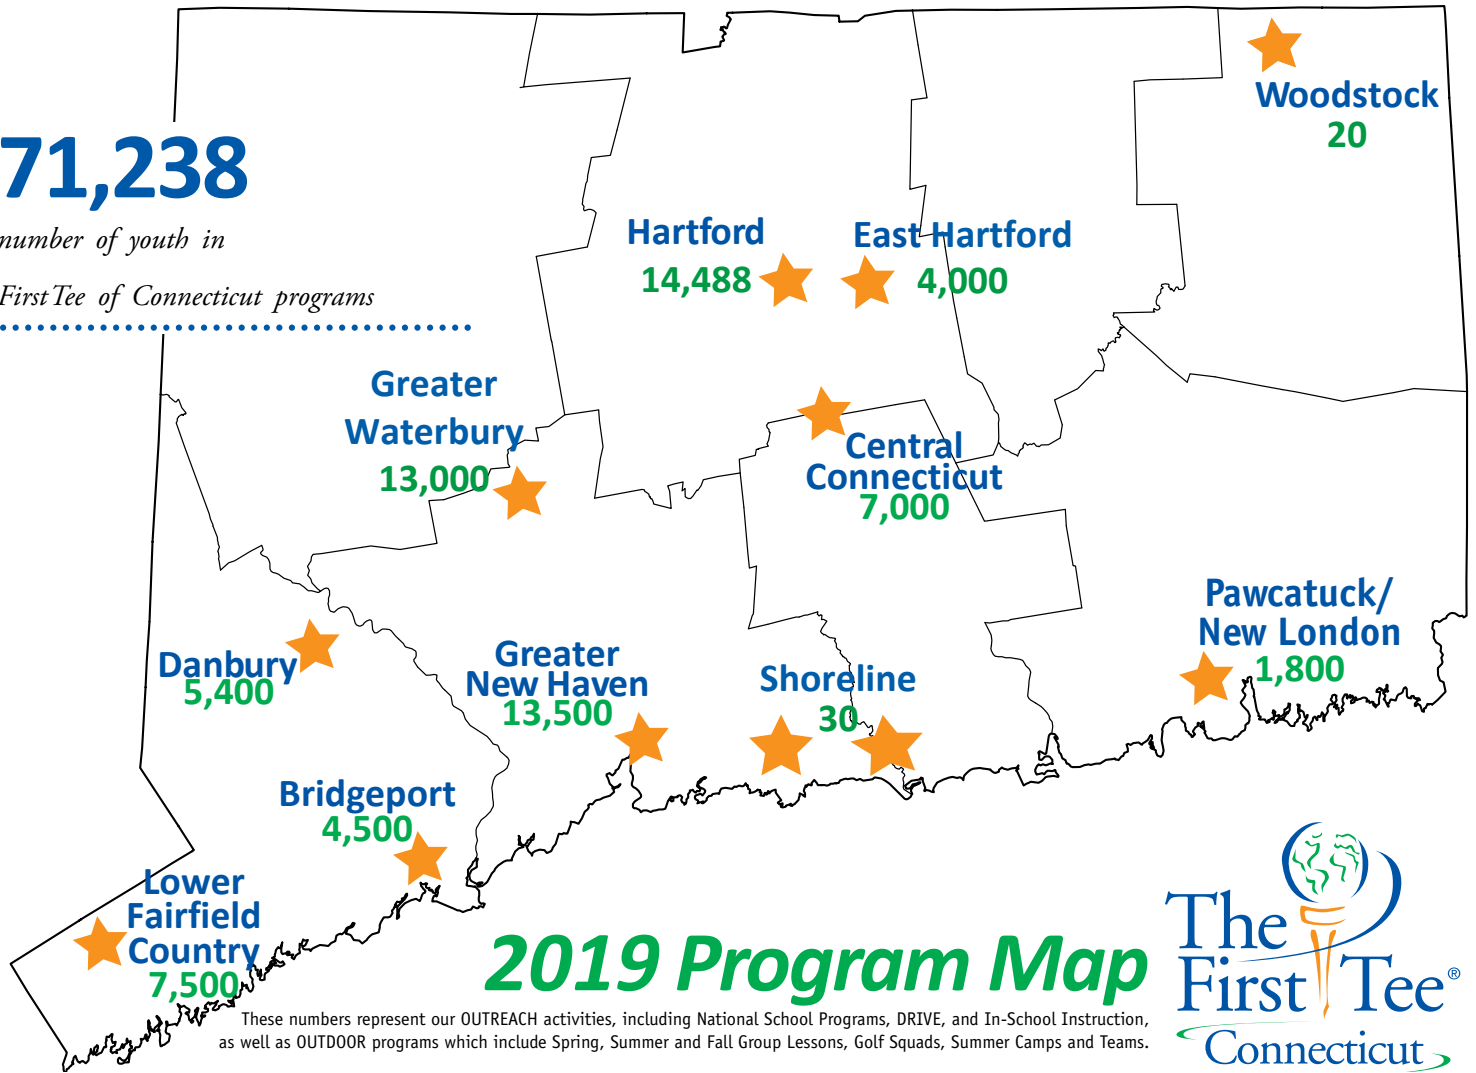 71,238
number of youth in
First Tee of Connecticut programs
Woodstock
20
Hartford
14,488
East Hartford
4,000
Greater
Waterbury
13,000
Central
Connecticut
7,000
Pawcatuck/
New London
1,800
Danbury
5,400
Greater
New Haven
13,500
Shoreline
30
Bridgeport
4,500
Lower
Fairfield
Country
7,500
2019 Program Map
These numbers represent our OUTREACH activities, including National School Programs, DRIVE, and In-School Instruction,
as well as OUTDOOR programs which include Spring, Summer and Fall Group Lessons, Golf Squads, Summer Camps and Teams.
The
First Tee®
Connecticut